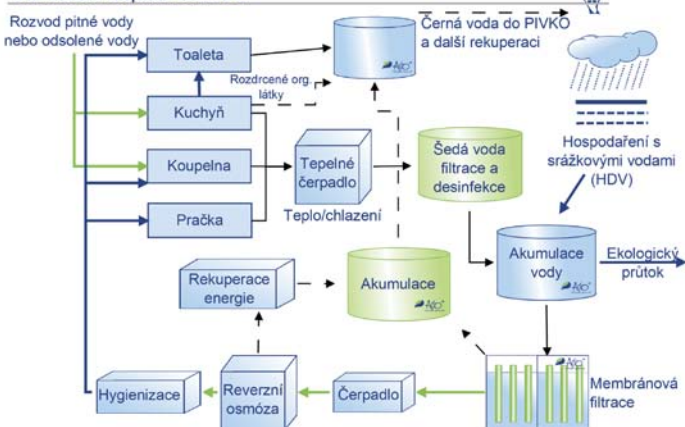 Rozvod pitné vody
nebo odsolené vody
Toaleta
Černá voda do PIVKO
a další rekuperaci
Rozdrcené org.
látky
Kuchyň
Koupelna
Pračka
Tepelné
čerpadlo
Teplo/chlazení
Šedá voda
filtrace a
desinfekce
Hospodaření s
srážkovými vodami
(HDV)
Akumulace
vody
Ekologický
průtok
Rekuperace
energie
Akumulace
Hygienizace
Reverzní
osmóza
Čerpadlo
Membránová
filtrace